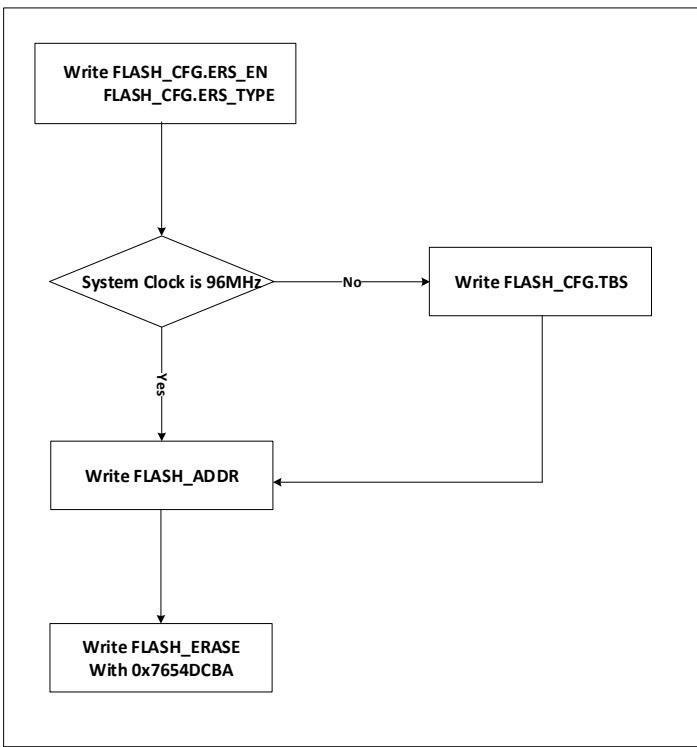 Write FLASH_CFG.ERS_EN
FLASH_CFG.ERS_TYPE
System Clock is 96MHz
No
Write FLASH_CFG.TBS
Yes
Write FLASH_ADDR
Write FLASH_ERASE
With 0x7654DCBA